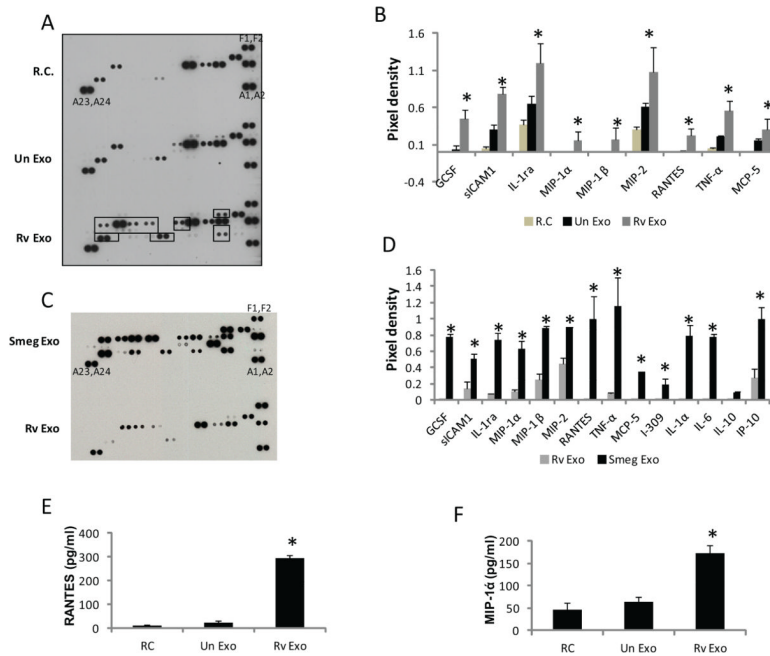 A
F1,F2
R.C.
A23,A24
A1,A2
Un Exo
Rv Exo
B
Pixel density
1.6
1.1
0.6
0.1
-0.4
* * * * * * * * *
GCSF
sICAM1
IL-1ra
MIP-1α
MIP-1 β
MIP-2
RANTES
TNF-α
MCP-5
R.C Un Exo Rv Exo
C
F1,F2
Smeg Exo
A23,A24
A1,A2
Rv Exo
D
Pixel density
1.6
1.4
1.2
1
0.8
0.6
0.4
0.2
0
* * * * * * * * * * * * *
GCSF
sICAM1
IL-1ra
MIP-1α
MIP-1 β
MIP-2
RANTES
TNF-α
MCP-5
I-309
IL-1α
IL-6
IL-10
IP-10
Rv Exo Smeg Exo
E
RANTES (pg/ml)
400
300
200
100
0
*
RC Un Exo Rv Exo
F
MIP-1ά (pg/ml)
200
150
100
50
0
*
RC Un Exo Rv Exo